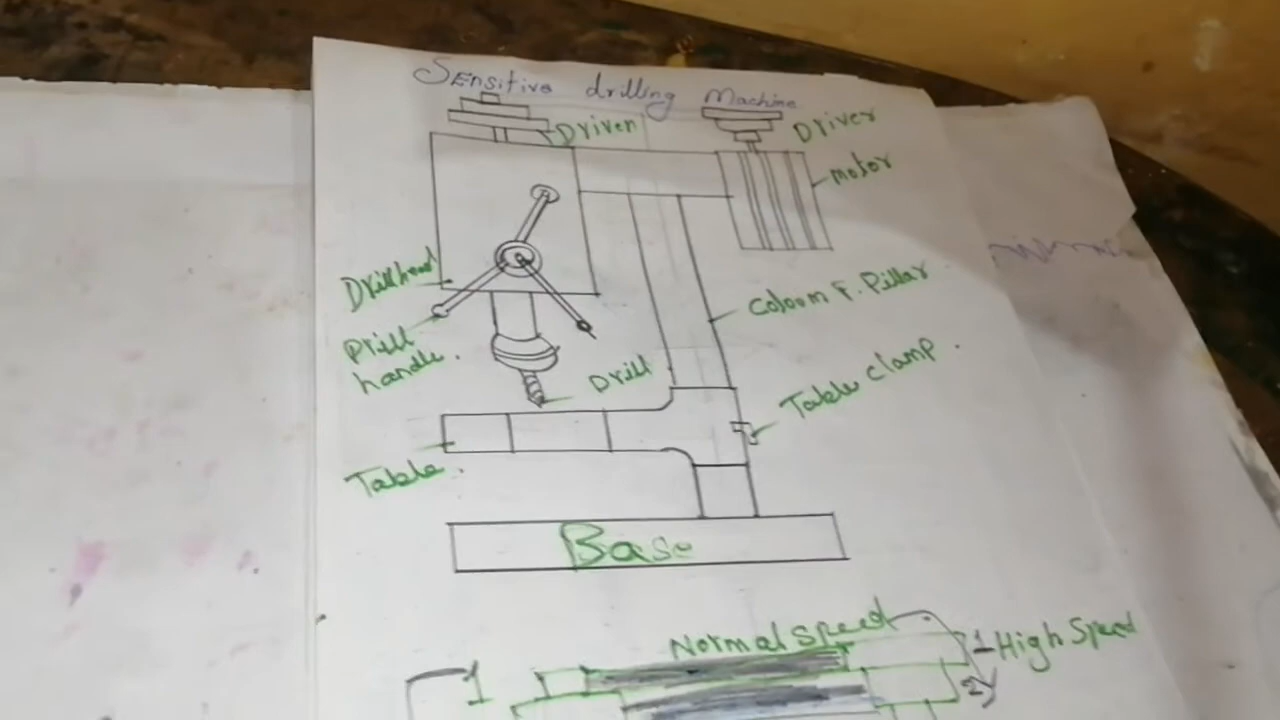 Sensitive drilling Machine
Driven
Driver
motor
Drillhead
Coloum F. Pillar
Drill
handle.
Drill
Table clamp.
Table.
Base
Normal Speed
1-High Speed
1
2